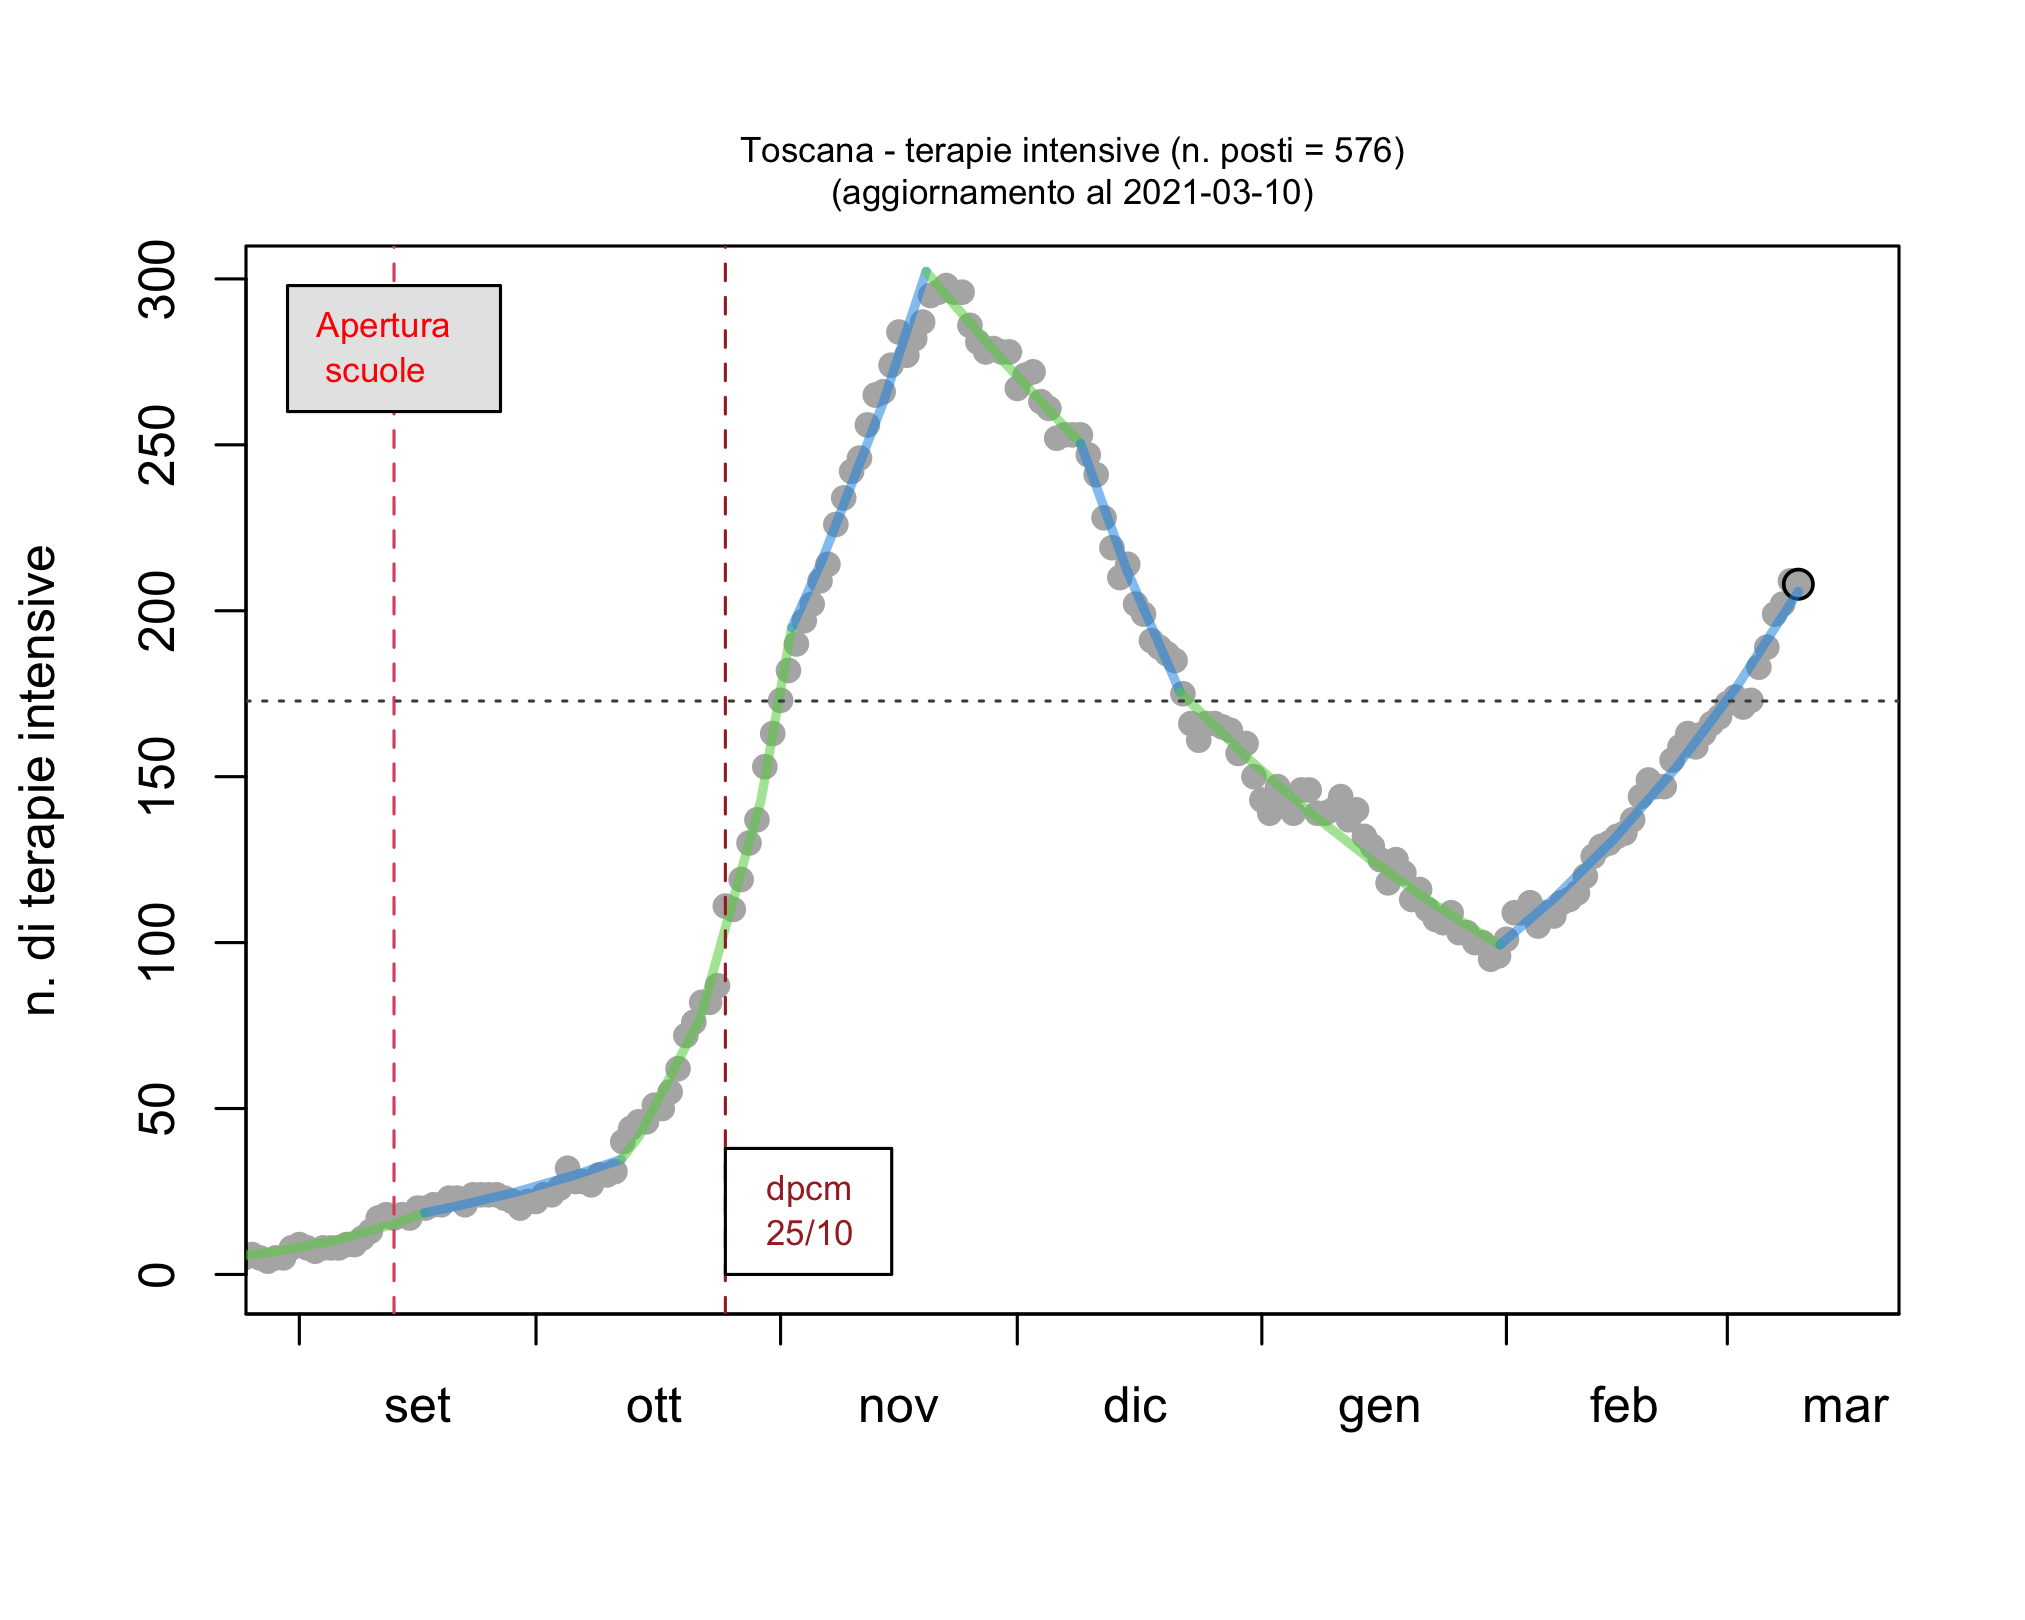 Toscana - terapie intensive (n. posti = 576)
(aggiornamento al 2021-03-10)
n. di terapie intensive
300
250
200
150
100
50
0
Apertura
scuole
dpcm
25/10
set
ott
nov
dic
gen
feb
mar